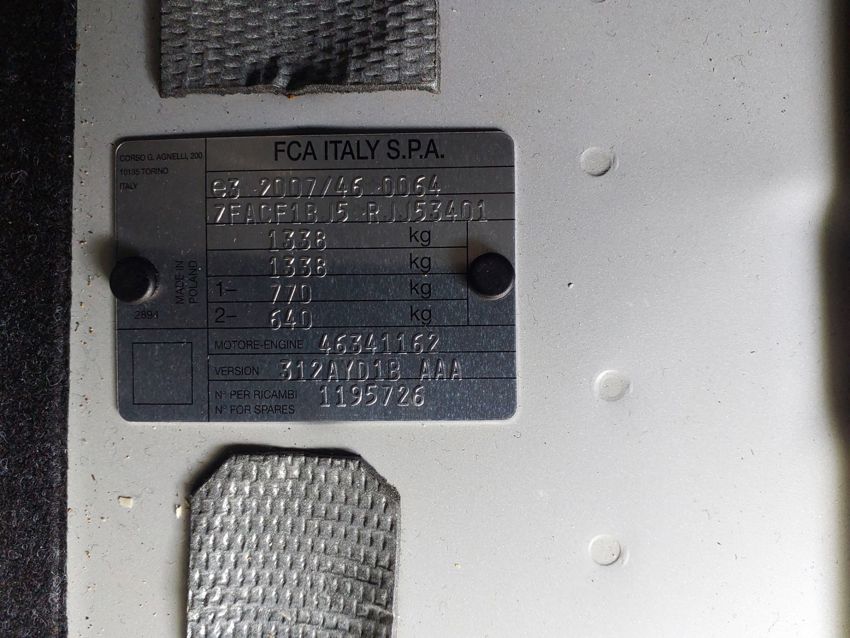 FCA ITALY S.P.A.
CORSO G. AGNELLI, 200
10135 TORINO
ITALY
e3 2007/46 0064
ZFACF1BJ5 RJJ53401
1338 kg
1338 kg
1– 770 kg
2– 640 kg
MADE IN
POLAND
2894
MOTORE-ENGINE 46341162
VERSION 312AYD1B AAA
N° PER RICAMBI
N° FOR SPARES
1195726